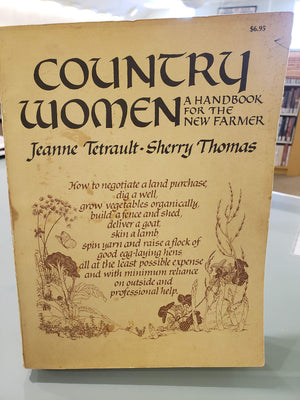 $6.95
COUNTRY
WOMEN
A HANDBOOK
FOR THE
NEW FARMER
Jeanne Tetrault • Sherry Thomas
How to negotiate a land purchase,
dig a well,
grow vegetables organically,
build a fence and shed,
deliver a goat,
skin a lamb,
spin yarn and raise a flock of
good egg-laying hens
all at the least possible expense
and with minimum reliance
on outside and
professional help.